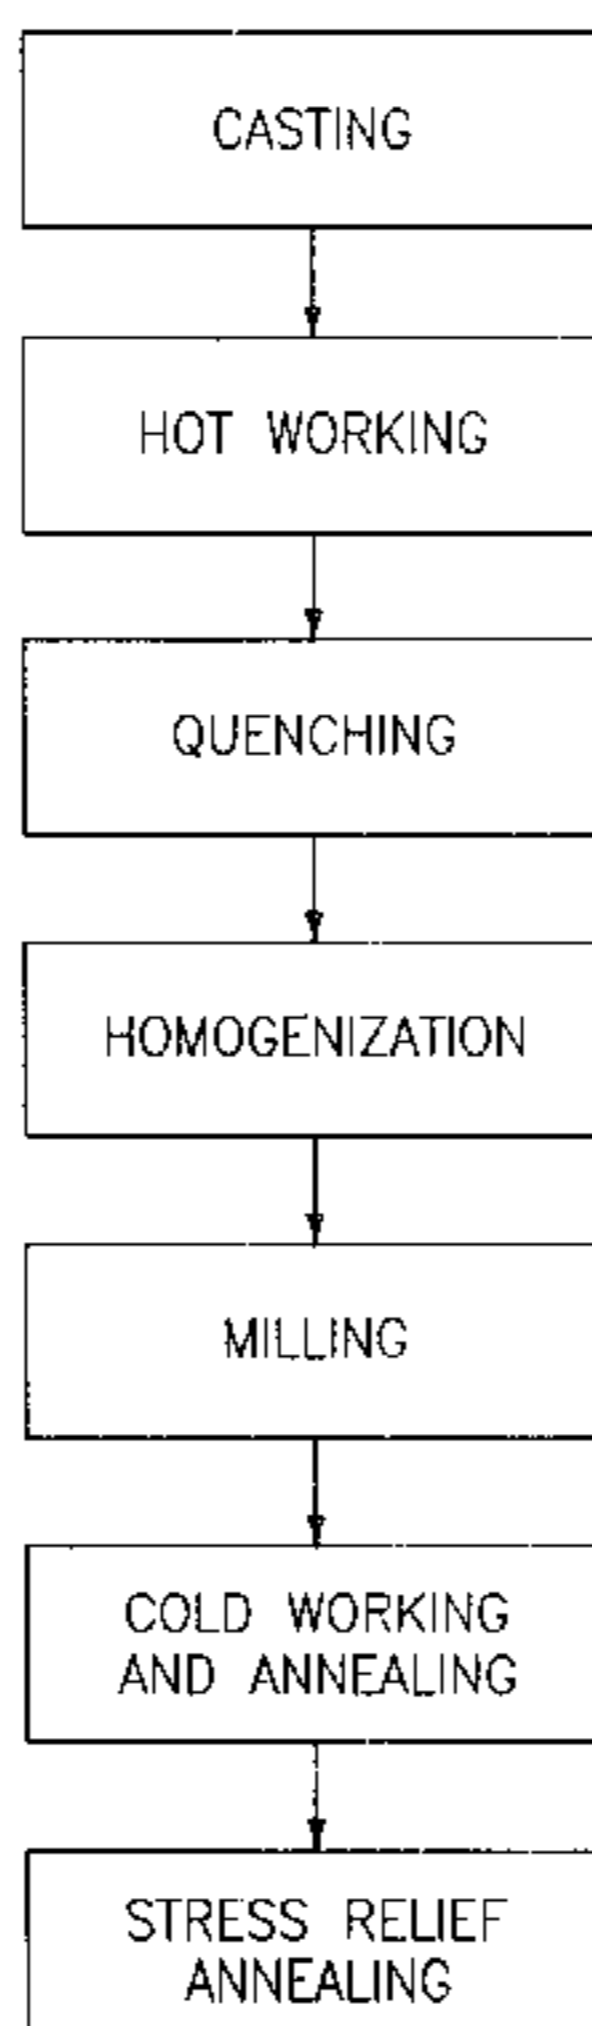 CASTING
HOT WORKING
QUENCHING
HOMOGENIZATION
MILLING
COLD WORKING
AND ANNEALING
STRESS RELIEF
ANNEALING